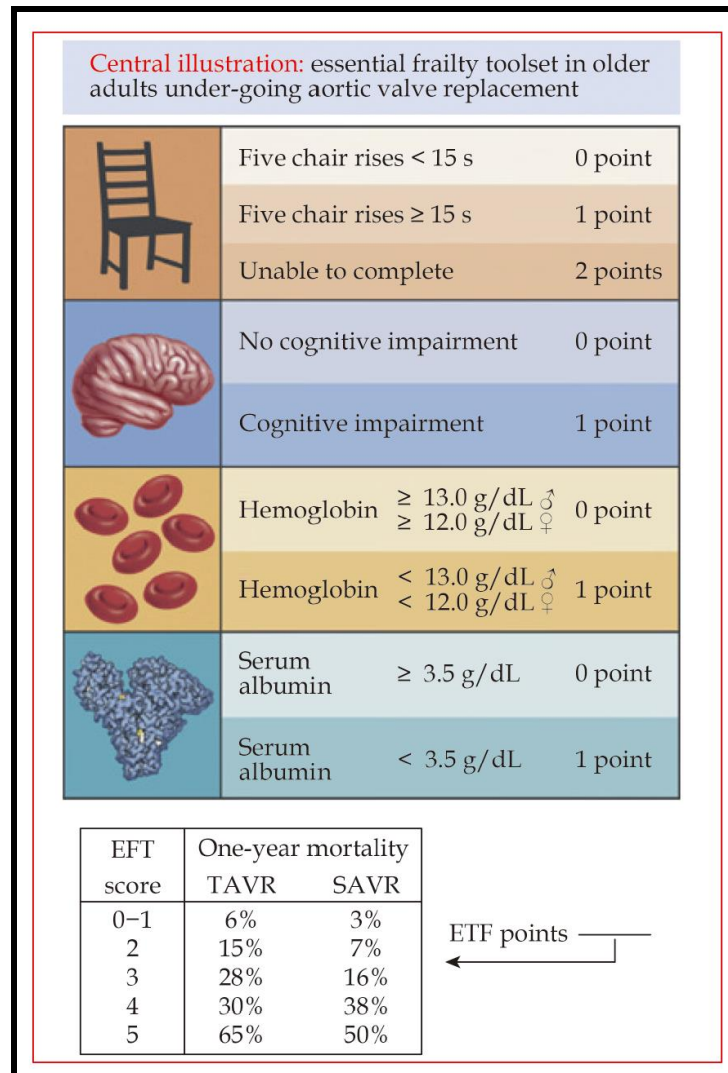 Central illustration: essential frailty toolset in older
adults under-going aortic valve replacement
Five chair rises < 15 s 0 point
Five chair rises ≥ 15 s 1 point
Unable to complete 2 points
No cognitive impairment 0 point
Cognitive impairment 1 point
Hemoglobin ≥ 13.0 g/dL ♂ 0 point
≥ 12.0 g/dL ♀
Hemoglobin < 13.0 g/dL ♂ 1 point
< 12.0 g/dL ♀
Serum
albumin ≥ 3.5 g/dL 0 point
Serum
albumin < 3.5 g/dL 1 point
EFT One-year mortality
score TAVR SAVR
0−1 6% 3%
2 15% 7%
3 28% 16%
4 30% 38%
5 65% 50%
ETF points